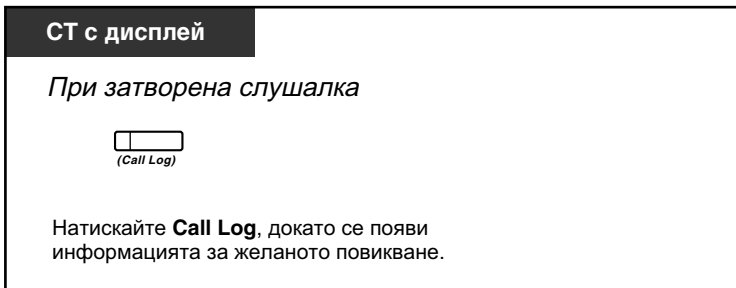 СТ с дисплей
При затворена слушалка
(Call Log)
Натискайте Call Log, докато се появи
информацията за желаното повикване.